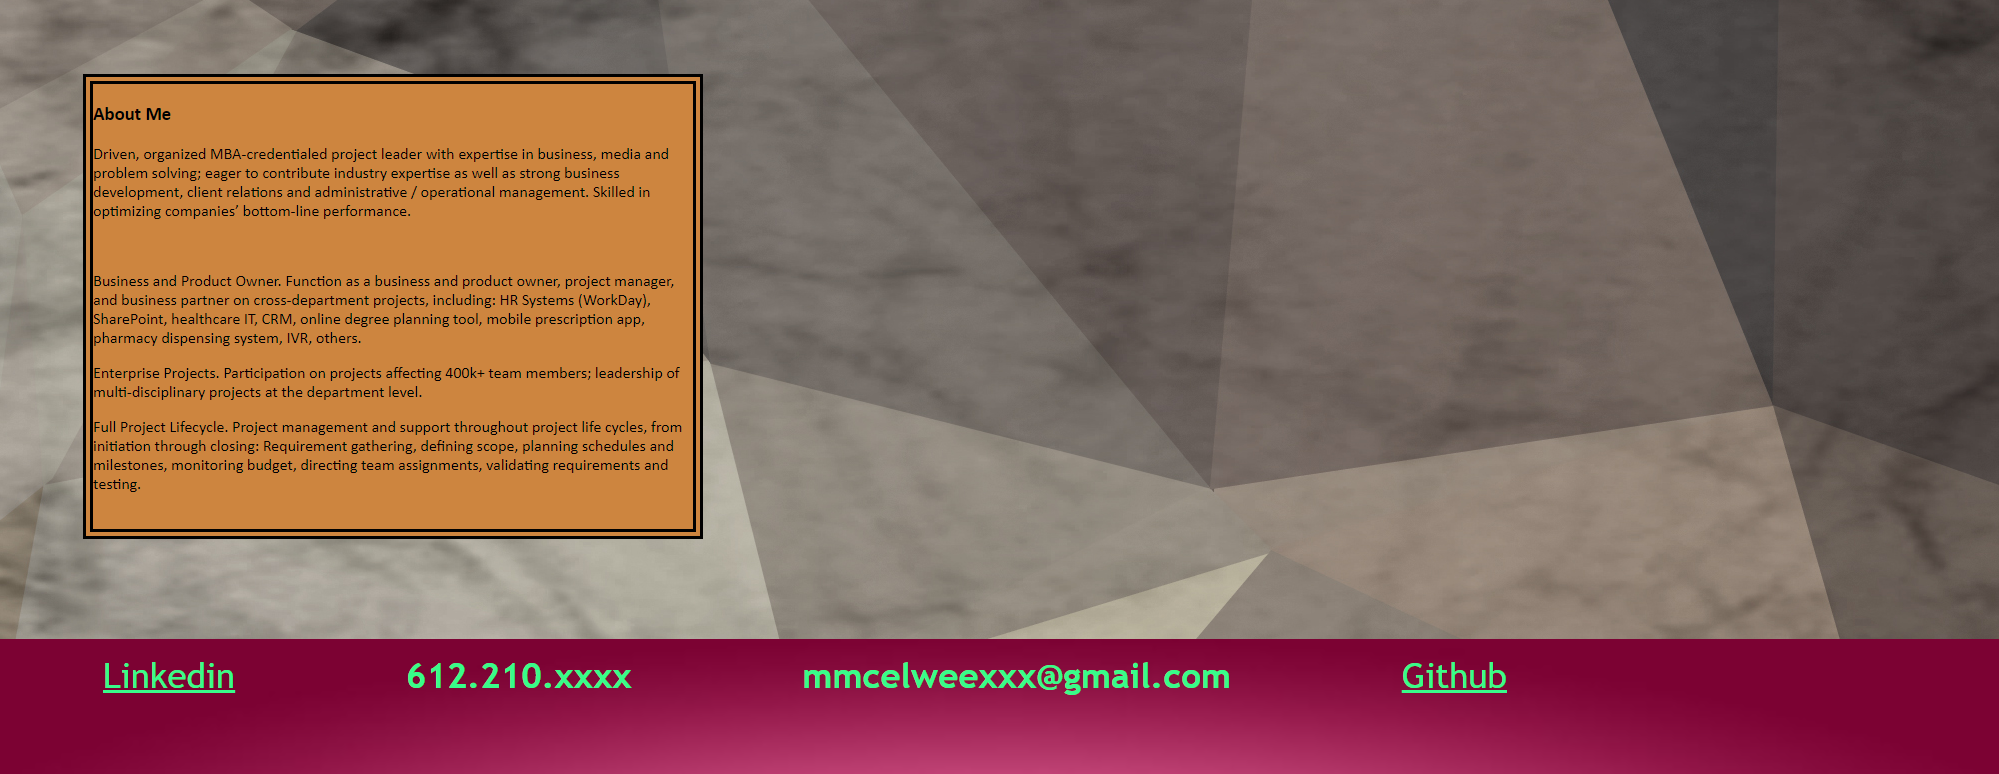 About Me
Driven, organized MBA-credentialed project leader with expertise in business, media and
problem solving; eager to contribute industry expertise as well as strong business
development, client relations and administrative / operational management. Skilled in
optimizing companies’ bottom-line performance.
Business and Product Owner. Function as a business and product owner, project manager,
and business partner on cross-department projects, including: HR Systems (WorkDay),
SharePoint, healthcare IT, CRM, online degree planning tool, mobile prescription app,
pharmacy dispensing system, IVR, others.
Enterprise Projects. Participation on projects affecting 400k+ team members; leadership of
multi-disciplinary projects at the department level.
Full Project Lifecycle. Project management and support throughout project life cycles, from
initiation through closing: Requirement gathering, defining scope, planning schedules and
milestones, monitoring budget, directing team assignments, validating requirements and
testing.
Linkedin 612.210.xxxx mmcelweexxx@gmail.com Github